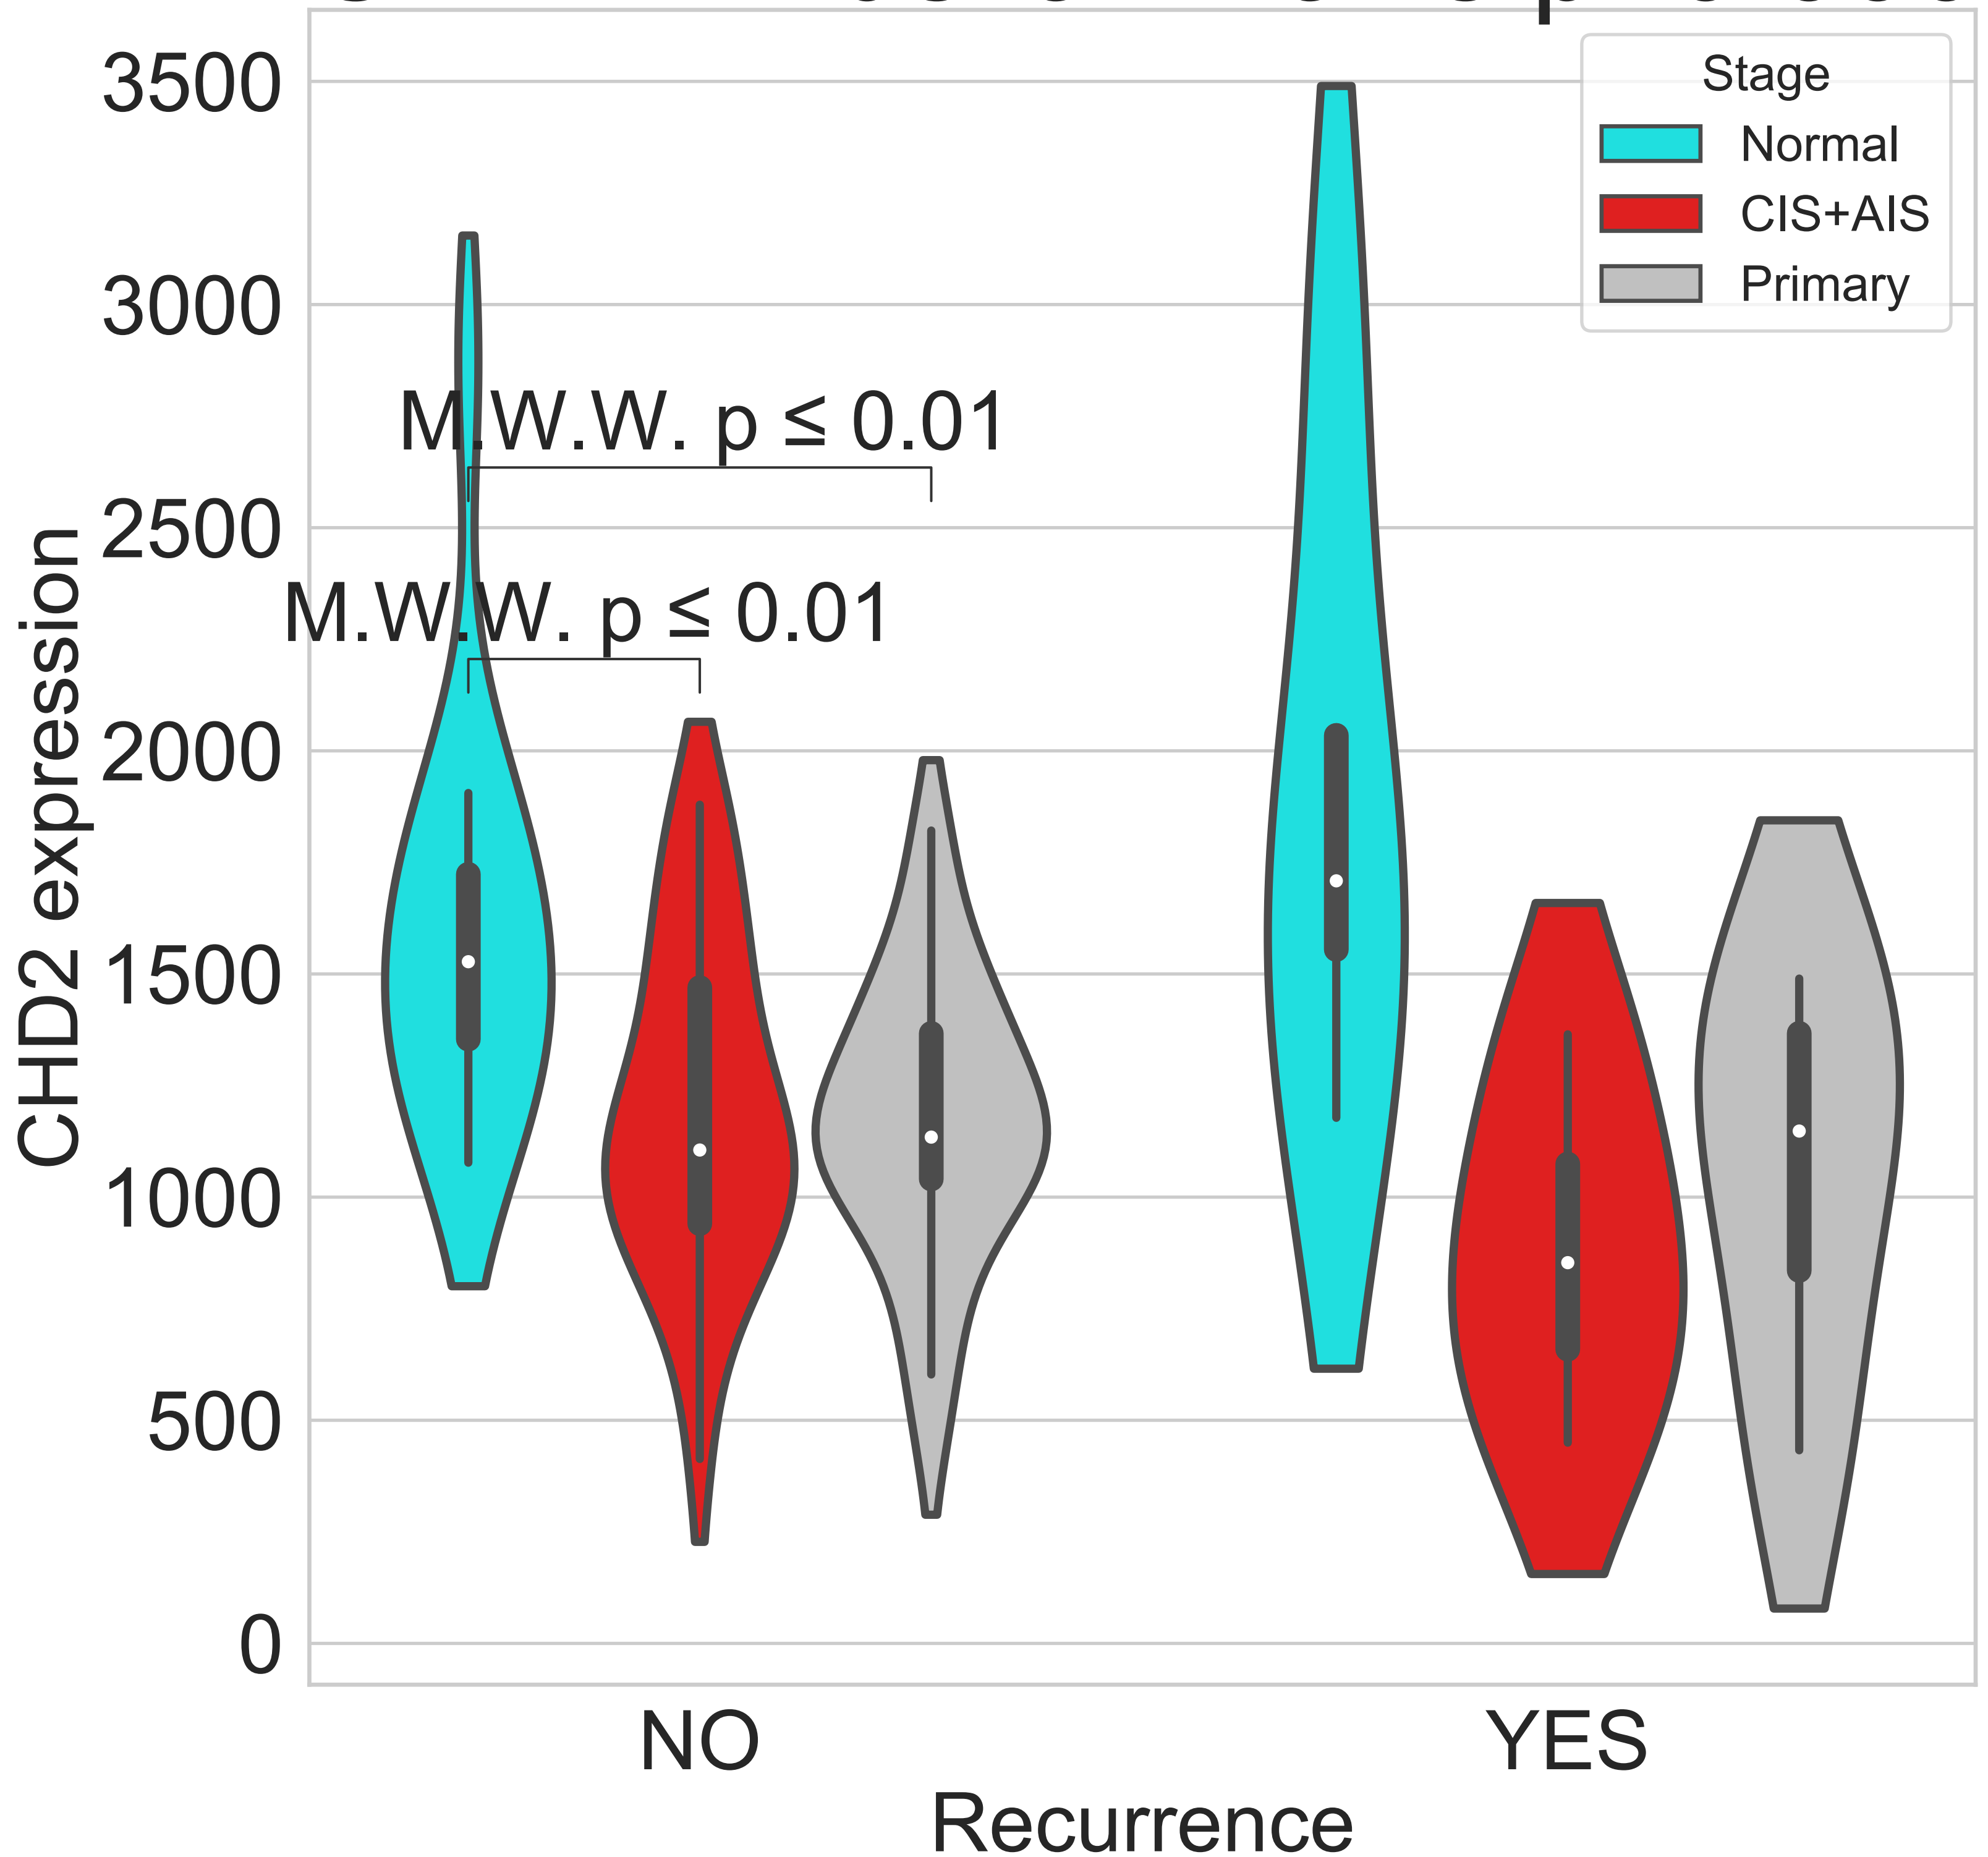 3500
3000
2500
2000
1500
1000
500
0
CHD2 expression
Stage
Normal
CIS+AIS
Primary
M.W.W. p ≤ 0.01
M.W.W. p ≤ 0.01
NO
YES
Recurrence